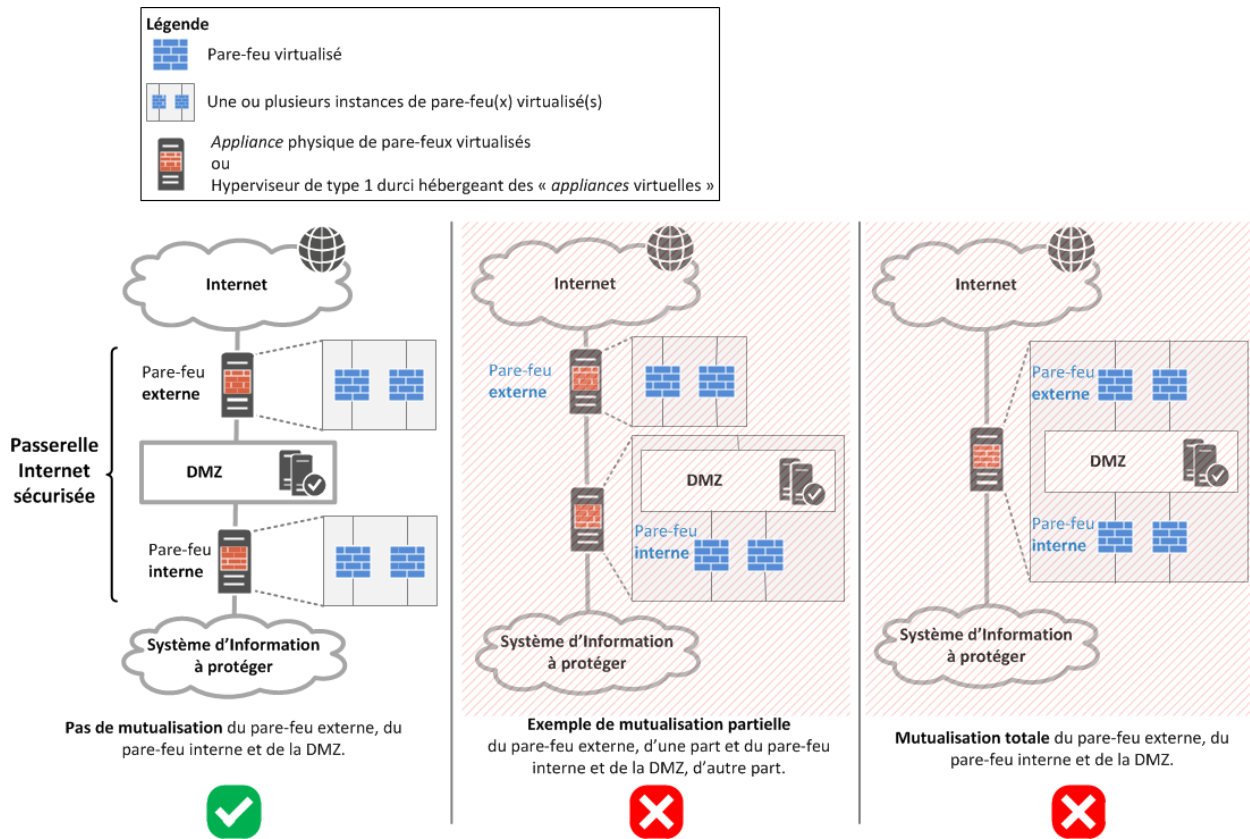 Légende
Pare-feu virtualisé
Une ou plusieurs instances de pare-feu(x) virtualisé(s)
Appliance physique de pare-feux virtualisés
ou
Hyperviseur de type 1 durci hébergeant des « appliances virtuelles »
Internet
Pare-feu
externe
Passerelle
Internet
sécurisée
DMZ
Pare-feu
interne
Système d'Information
à protéger
Pas de mutualisation du pare-feu externe, du
pare-feu interne et de la DMZ.
Internet
Pare-feu
externe
DMZ
Pare-feu
interne
Système d'Information
à protéger
Exemple de mutualisation partielle
du pare-feu externe, d'une part et du pare-feu
interne et de la DMZ, d'autre part.
Internet
Pare-feu
externe
DMZ
Pare-feu
interne
Système d'Information
à protéger
Mutualisation totale du pare-feu externe, du
pare-feu interne et de la DMZ.